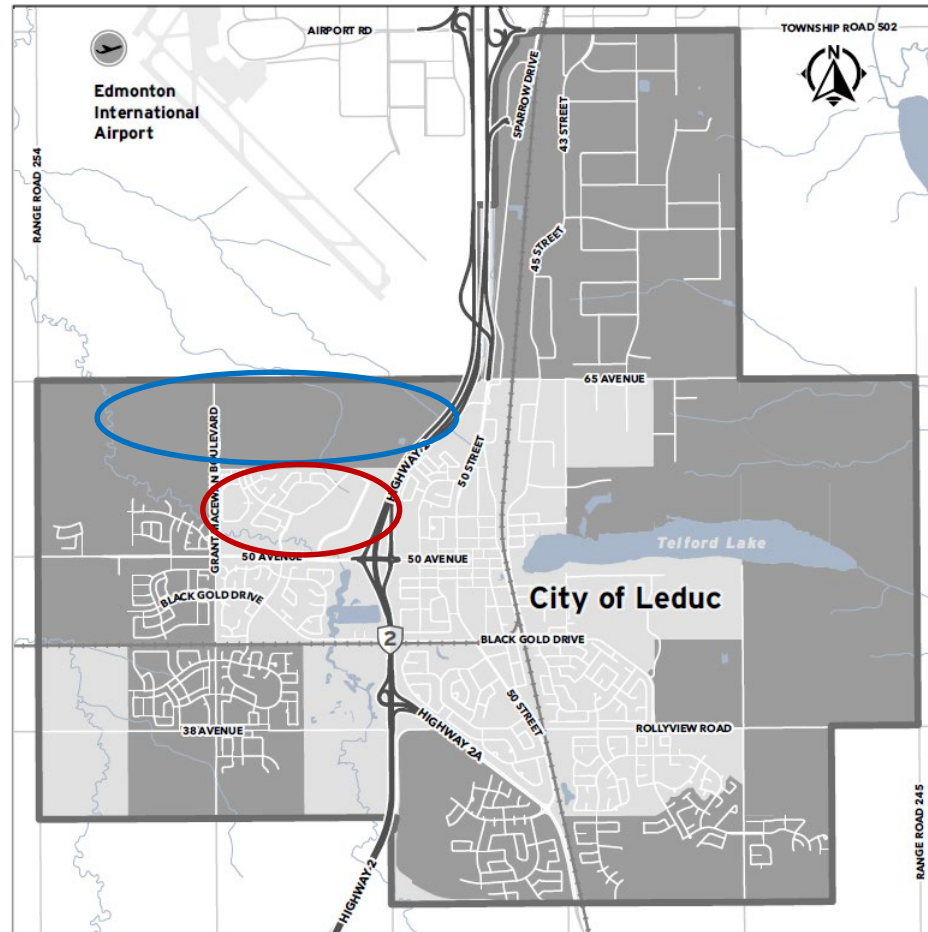 AIRPORT RD
TOWNSHIP ROAD 502
N
Edmonton
International
Airport
SPARROW DRIVE
43 STREET
RANGE ROAD 254
45 STREET
65 AVENUE
GRANT MACEWAN BOULEVARD
HIGHWAY 2
50 STREET
50 AVENUE
50 AVENUE
Telford Lake
BLACK GOLD DRIVE
City of Leduc
2
BLACK GOLD DRIVE
50 STREET
HIGHWAY 2A
38 AVENUE
ROLLYVIEW ROAD
RANGE ROAD 245
HIGHWAY 2